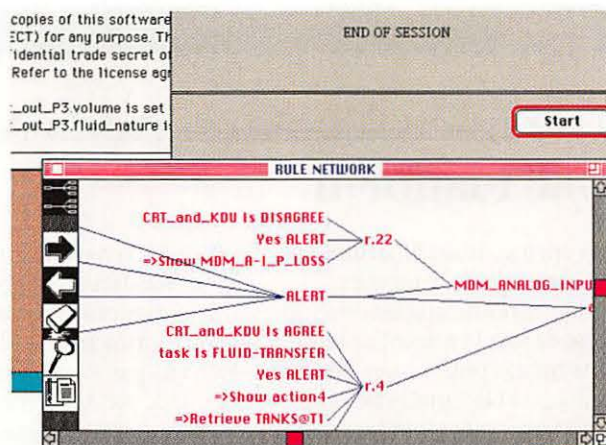 copies of this software
ECT) for any purpose. Th
idential trade secret of
Refer to the license agr
_out_P3.volume is set
_out_P3.fluid_nature i
END OF SESSION
Start
RULE NETWORK
CRT_and_KDU is DISAGREE
Yes ALERT
r.22
=>Show MDM_A-I_P_LOSS
MDM_ANALOG_INPU
ALERT
CRT_and_KDU is AGREE
task is FLUID-TRANSFER
Yes ALERT
r.4
=>Show action4
=>Retrieve TANKS@T1